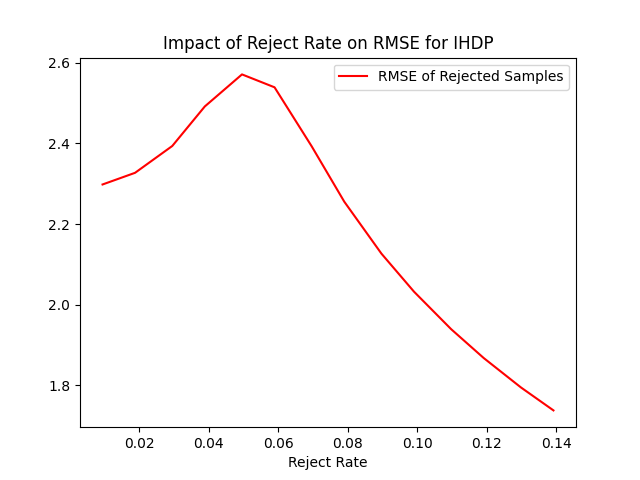 Impact of Reject Rate on RMSE for IHDP
RMSE of Rejected Samples
2.6
2.4
2.2
2.0
1.8
0.02 0.04 0.06 0.08 0.10 0.12 0.14
Reject Rate